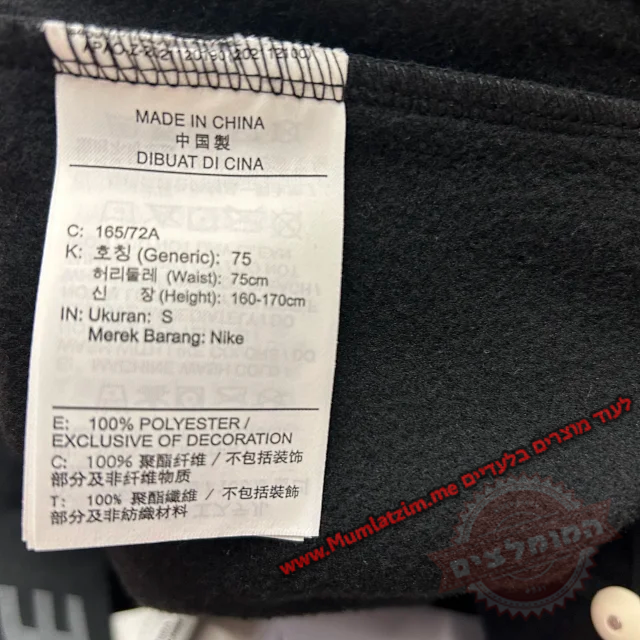 MADE IN CHINA
中国製
DIBUAT DI CINA
C: 165/72A
K: 호칭 (Generic): 75
허리둘레 (Waist): 75cm
신 장 (Height): 160-170cm
IN: Ukuran: S
Merek Barang: Nike
E: 100% POLYESTER /
EXCLUSIVE OF DECORATION
C: 100% 聚酯纤维 / 不包括装饰
部分及非纤维物质
T: 100% 聚酯纖維 / 不包括裝飾
部分及非紡織材料
לעוד מוצרים בלעדים
www.Mumlatzim.me
המומלצים
E